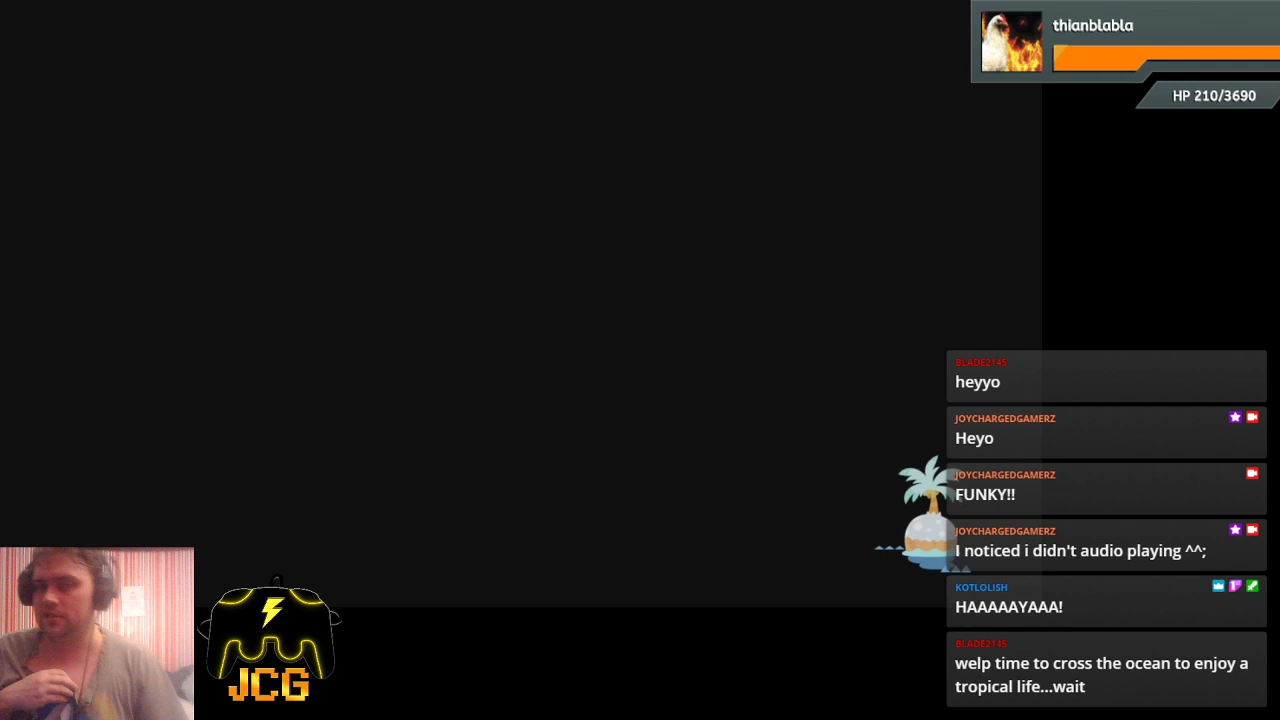 thianblabla
HP 210/3690
BLADE2145
heyyo
JOYCHARGEDGAMERZ
Heyo
JOYCHARGEDGAMERZ
FUNKY!!
JOYCHARGEDGAMERZ
I noticed i didn't audio playing ^^;
KOTLOLISH
HAAAAAYAAA!
BLADE2145
welp time to cross the ocean to enjoy a
tropical life...wait
JCG